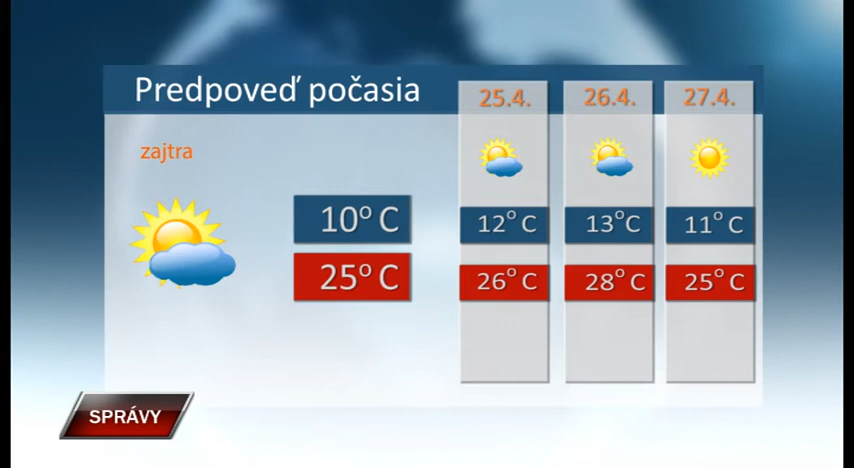 Predpoveď počasia
zajtra
10° C
25° C
25.4.
12° C
26° C
26.4.
13°C
28° C
27.4.
11° C
25° C
SPRÁVY